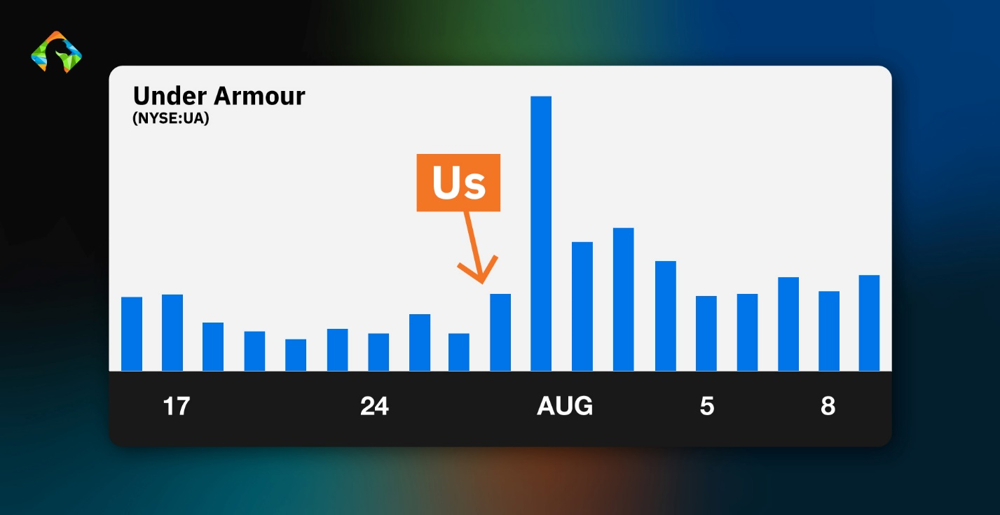 Under Armour
(NYSE:UA)
Us
17 24 AUG 5 8